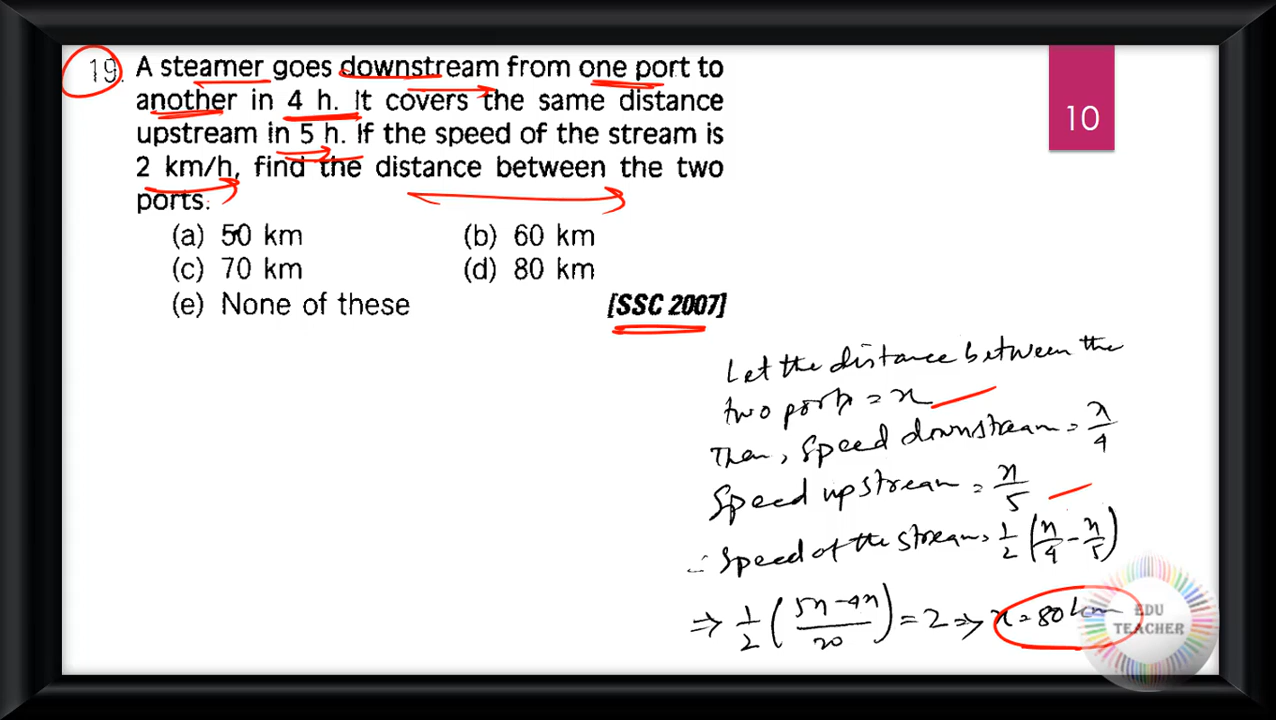 10
19. A steamer goes downstream from one port to
another in 4 h. It covers the same distance
upstream in 5 h. If the speed of the stream is
2 km/h, find the distance between the two
ports.
(a) 50 km (b) 60 km
(c) 70 km (d) 80 km
(e) None of these [SSC 2007]
Let the distance between the
two ports = x
Then, Speed downstream = x/4
Speed upstream = x/5
∴ Speed of the stream = 1/2 (x/4 - x/5)
⇒ 1/2 (5x - 4x / 20) = 2 ⇒ x = 80 km
EDU
TEACHER